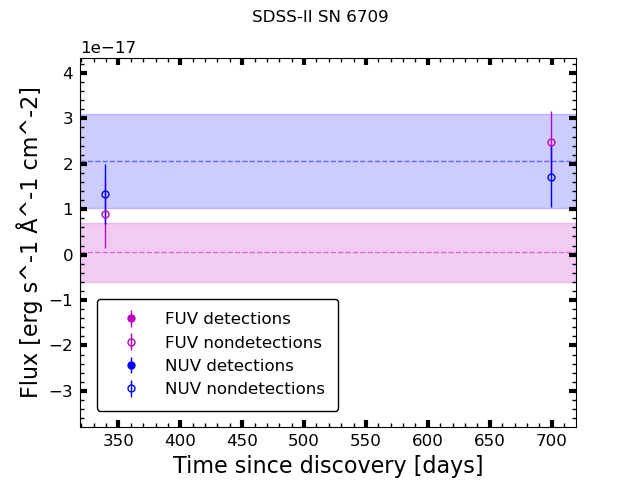 SDSS-II SN 6709
1e−17
4
3
2
1
0
−1
−2
−3
Flux [erg s^-1 Å^-1 cm^-2]
FUV detections
FUV nondetections
NUV detections
NUV nondetections
350 400 450 500 550 600 650 700
Time since discovery [days]